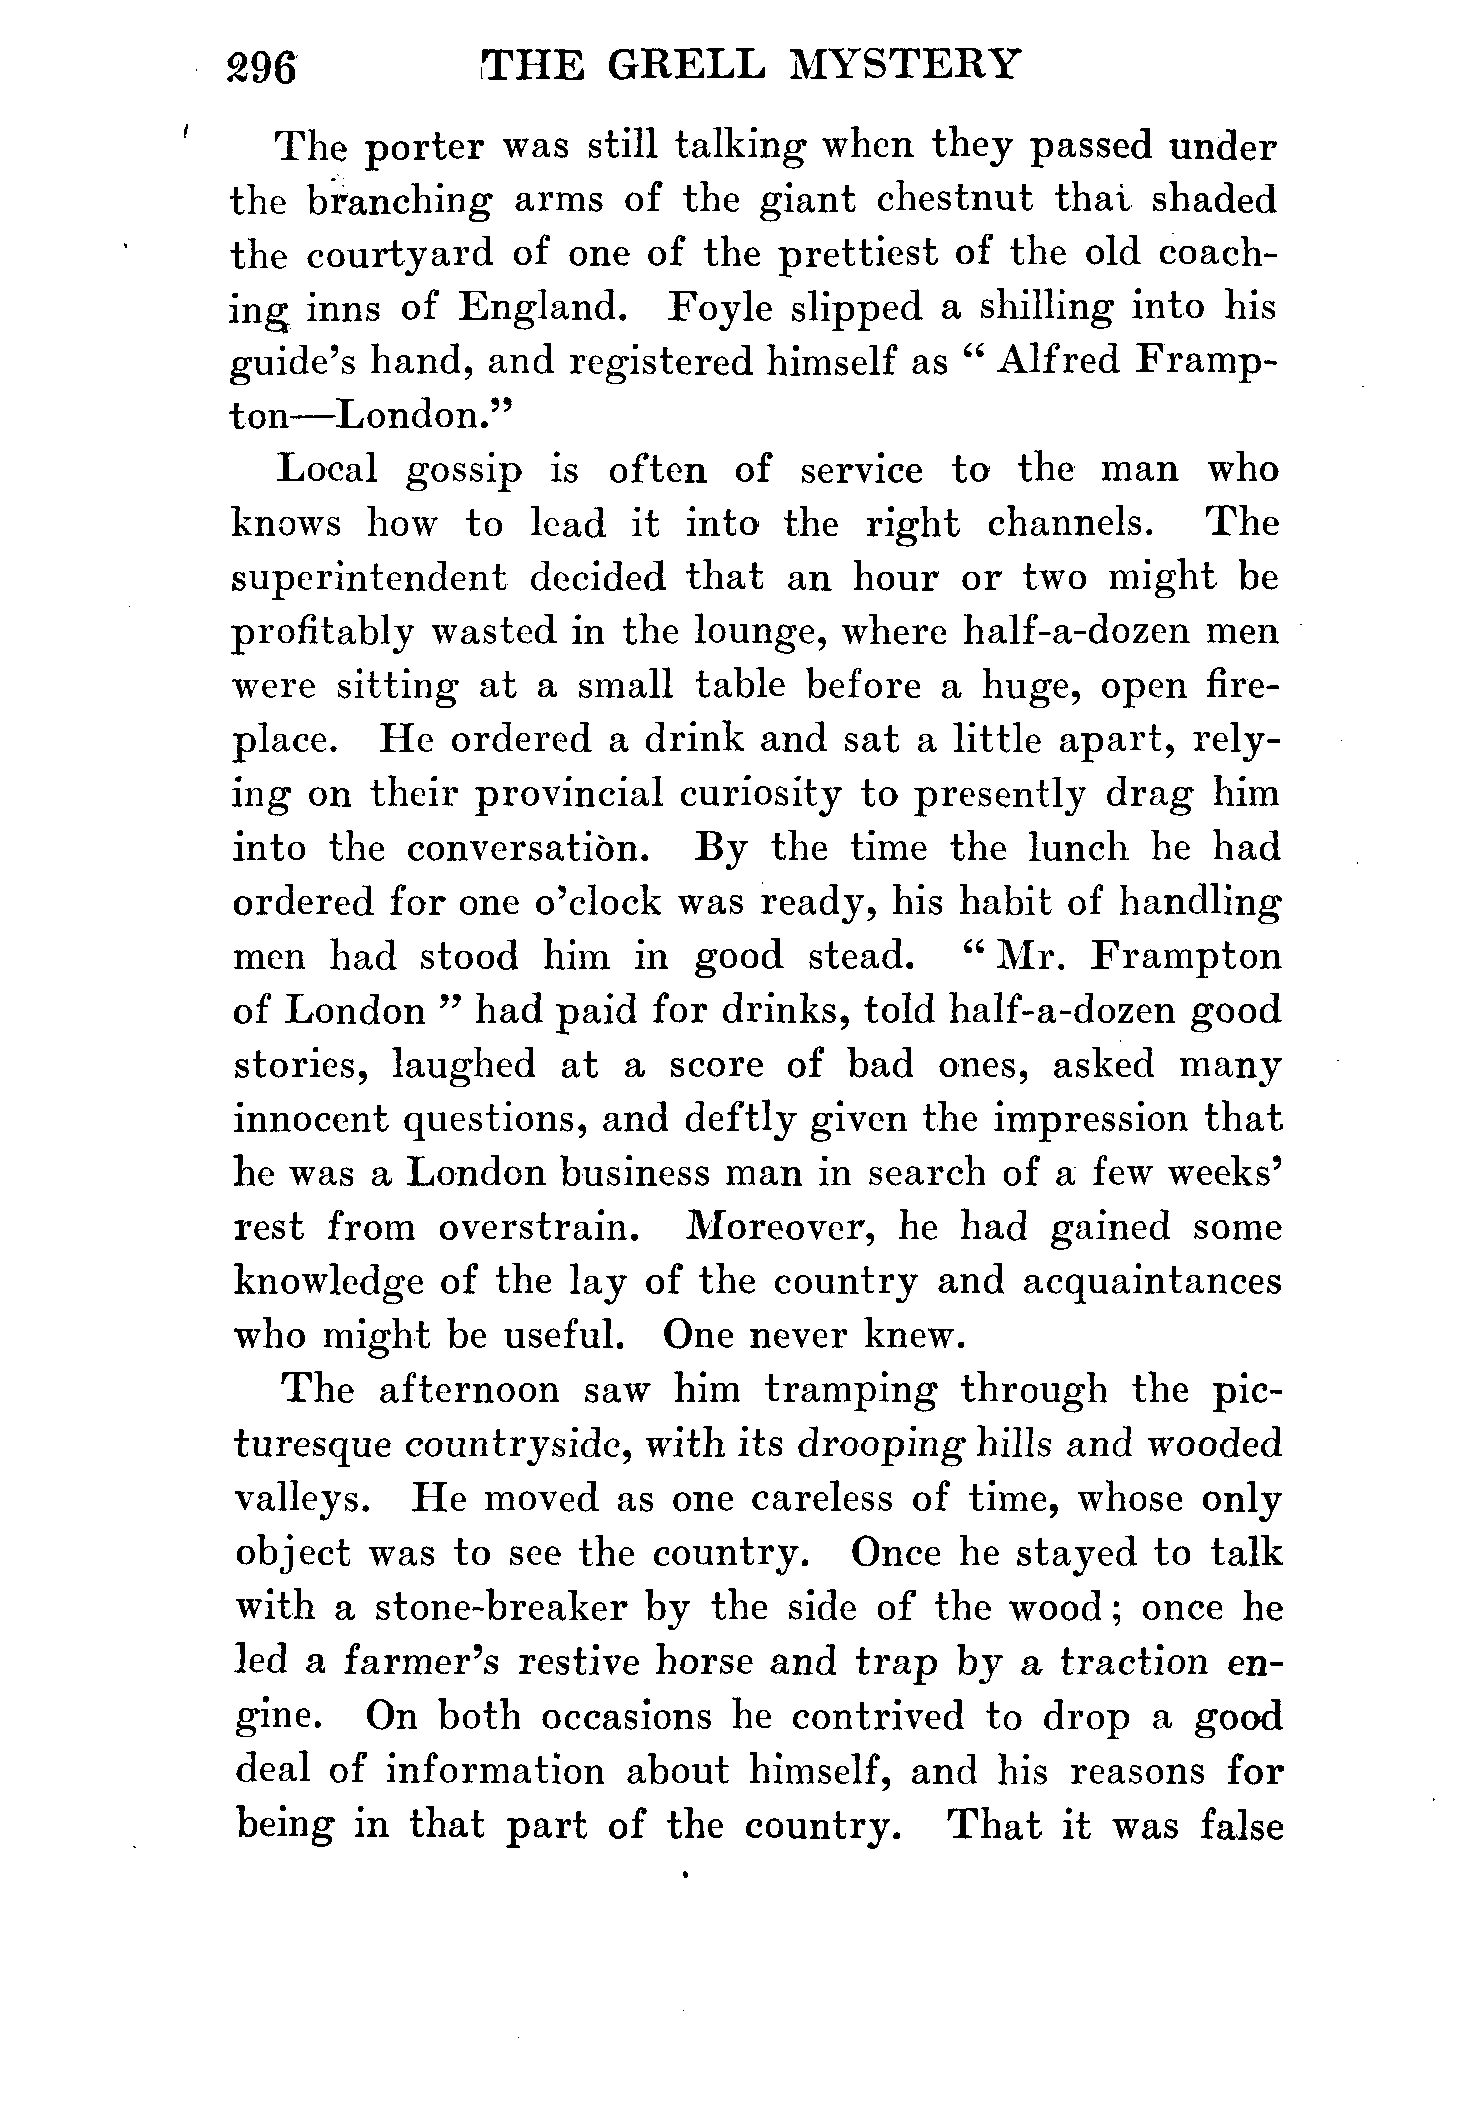 296 THE GRELL MYSTERY
The porter was still talking when they passed under
the branching arms of the giant chestnut that shaded
the courtyard of one of the prettiest of the old coach-
ing inns of England. Foyle slipped a shilling into his
guide's hand, and registered himself as “ Alfred Framp-
ton—London.”
Local gossip is often of service to the man who
knows how to lead it into the right channels. The
superintendent decided that an hour or two might be
profitably wasted in the lounge, where half-a-dozen men
were sitting at a small table before a huge, open fire-
place. He ordered a drink and sat a little apart, rely-
ing on their provincial curiosity to presently drag him
into the conversation. By the time the lunch he had
ordered for one o'clock was ready, his habit of handling
men had stood him in good stead. “ Mr. Frampton
of London ” had paid for drinks, told half-a-dozen good
stories, laughed at a score of bad ones, asked many
innocent questions, and deftly given the impression that
he was a London business man in search of a few weeks'
rest from overstrain. Moreover, he had gained some
knowledge of the lay of the country and acquaintances
who might be useful. One never knew.
The afternoon saw him tramping through the pic-
turesque countryside, with its drooping hills and wooded
valleys. He moved as one careless of time, whose only
object was to see the country. Once he stayed to talk
with a stone-breaker by the side of the wood; once he
led a farmer's restive horse and trap by a traction en-
gine. On both occasions he contrived to drop a good
deal of information about himself, and his reasons for
being in that part of the country. That it was false